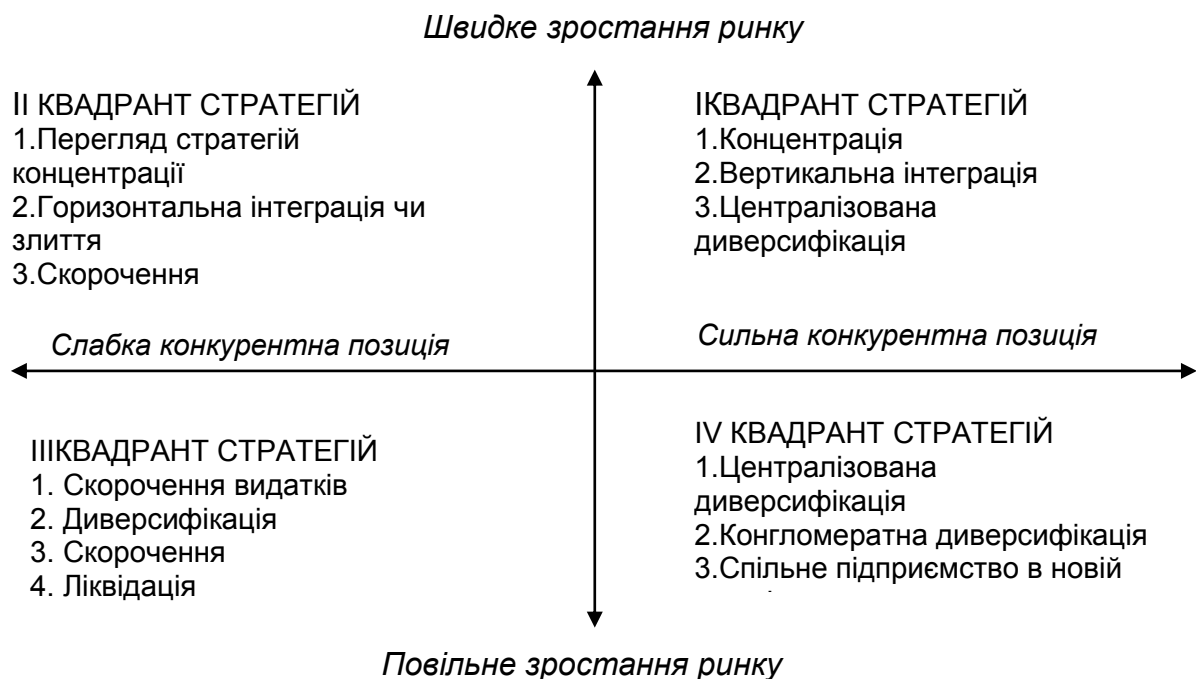 Швидке зростання ринку
II КВАДРАНТ СТРАТЕГІЙ
1.Перегляд стратегій
концентрації
2.Горизонтальна інтеграція чи
злиття
3.Скорочення
IКВАДРАНТ СТРАТЕГІЙ
1.Концентрація
2.Вертикальна інтеграція
3.Централізована
диверсифікація
Слабка конкурентна позиція
Сильна конкурентна позиція
IIIКВАДРАНТ СТРАТЕГІЙ
1. Скорочення видатків
2. Диверсифікація
3. Скорочення
4. Ліквідація
IV КВАДРАНТ СТРАТЕГІЙ
1.Централізована
диверсифікація
2.Конгломератна диверсифікація
3.Спільне підприємство в новій
Повільне зростання ринку